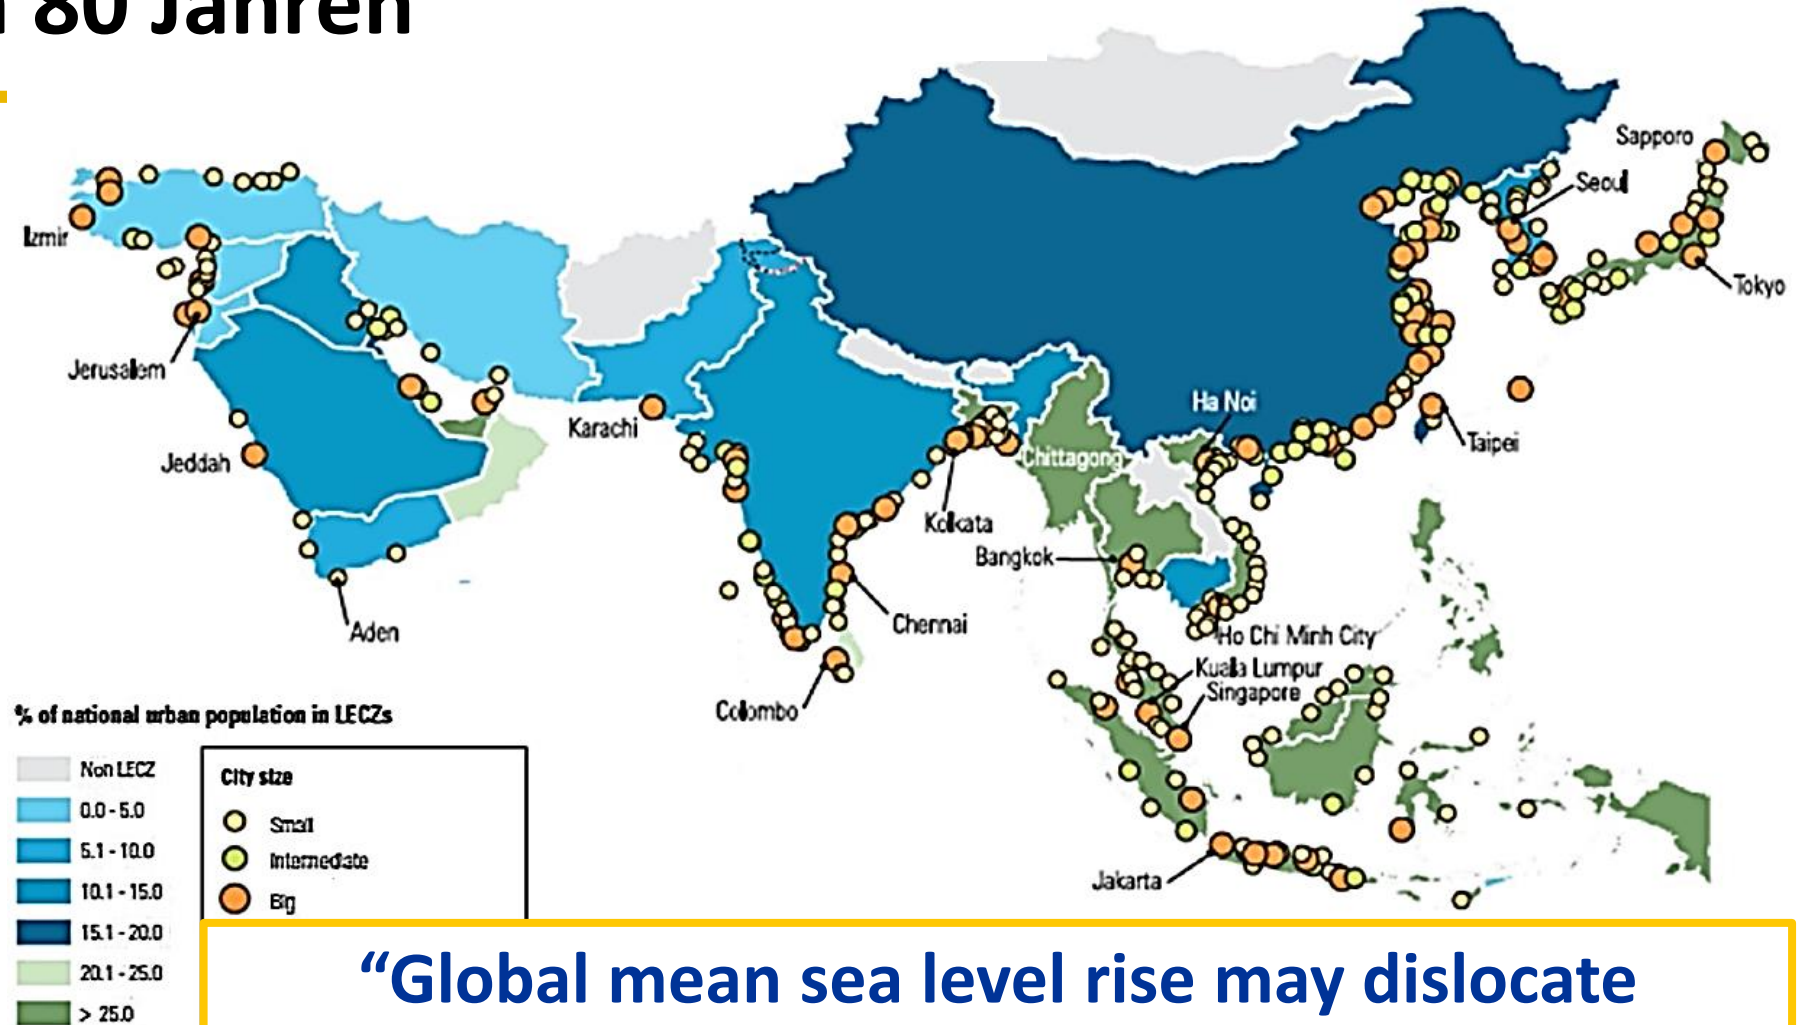 80 Jahren
Sapporo
Seoul
Izmir
Tokyo
Jerusalem
Ha Noi
Karachi
Taipei
Jeddah
Chittagong
Kolkata
Bangkok
Aden
Chennai
Ho Chi Minh City
Kuala Lumpur
Singapore
Colombo
Jakarta
% of national urban population in LECZs
Non LECZ
0.0 - 5.0
5.1 - 10.0
10.1 - 15.0
15.1 - 20.0
20.1 - 25.0
> 25.0
City size
Small
Intermediate
Big
“Global mean sea level rise may dislocate